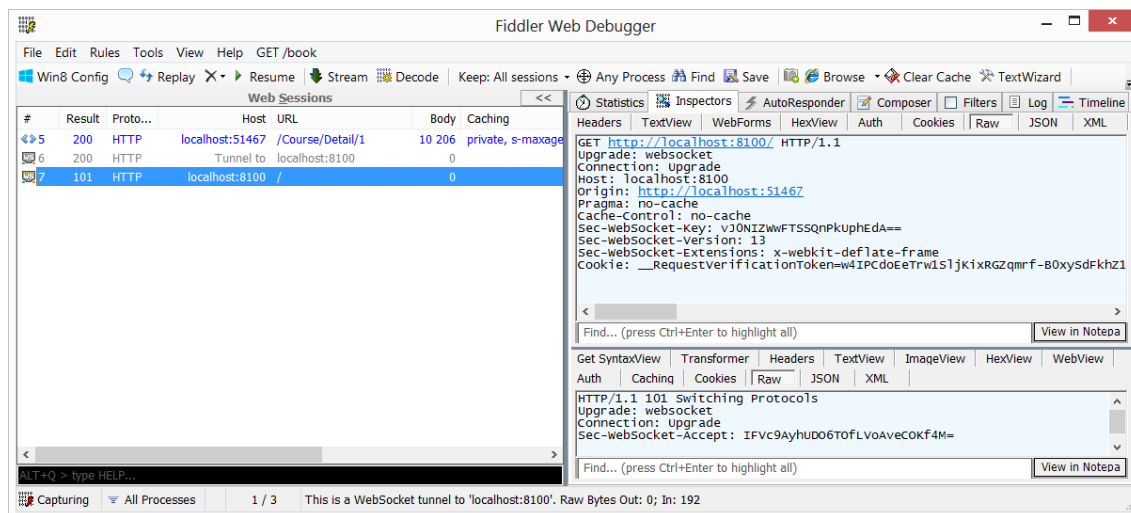 Fiddler Web Debugger
File Edit Rules Tools View Help GET /book
Win8 Config Replay X Resume Stream Decode Keep: All sessions Any Process Find Save Browse Clear Cache TextWizard
Web Sessions <<
# Result Proto... Host URL Body Caching
5 200 HTTP localhost:51467 /Course/Detail/1 10 206 private, s-maxage
6 200 HTTP Tunnel to localhost:8100 0
7 101 HTTP localhost:8100 / 0
ALT+Q > type HELP...
Statistics Inspectors AutoResponder Composer Filters Log Timeline
Headers TextView WebForms HexView Auth Cookies Raw JSON XML
GET http://localhost:8100/ HTTP/1.1
Upgrade: websocket
Connection: Upgrade
Host: localhost:8100
Origin: http://localhost:51467
Pragma: no-cache
Cache-Control: no-cache
Sec-WebSocket-Key: vJ0NIZWwFTSSQnPkUphEdA==
Sec-WebSocket-Version: 13
Sec-WebSocket-Extensions: x-webkit-deflate-frame
Cookie: __RequestVerificationToken=w4IPCdoEeTrw1SljKixRGZqmrf-B0xySdFkhZ1
Find... (press Ctrl+Enter to highlight all) View in Notepa
Get SyntaxView Transformer Headers TextView ImageView HexView WebView
Auth Caching Cookies Raw JSON XML
HTTP/1.1 101 Switching Protocols
Upgrade: websocket
Connection: Upgrade
Sec-WebSocket-Accept: IFVc9AyhUDO6TOfLVoAveCOKf4M=
Find... (press Ctrl+Enter to highlight all) View in Notepa
Capturing All Processes 1 / 3 This is a WebSocket tunnel to 'localhost:8100'. Raw Bytes Out: 0; In: 192